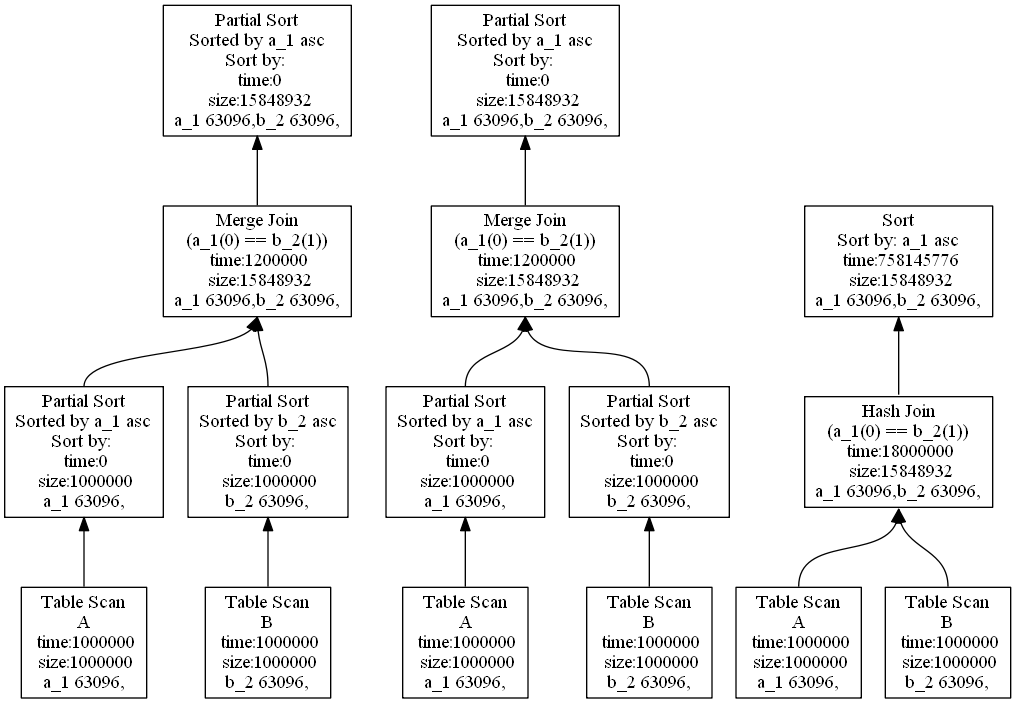 Partial Sort
Sorted by a_1 asc
Sort by:
time:0
size:15848932
a_1 63096,b_2 63096,
Partial Sort
Sorted by a_1 asc
Sort by:
time:0
size:15848932
a_1 63096,b_2 63096,
Merge Join
(a_1(0) == b_2(1))
time:1200000
size:15848932
a_1 63096,b_2 63096,
Merge Join
(a_1(0) == b_2(1))
time:1200000
size:15848932
a_1 63096,b_2 63096,
Sort
Sort by: a_1 asc
time:758145776
size:15848932
a_1 63096,b_2 63096,
Partial Sort
Sorted by a_1 asc
Sort by:
time:0
size:1000000
a_1 63096,
Partial Sort
Sorted by b_2 asc
Sort by:
time:0
size:1000000
b_2 63096,
Partial Sort
Sorted by a_1 asc
Sort by:
time:0
size:1000000
a_1 63096,
Partial Sort
Sorted by b_2 asc
Sort by:
time:0
size:1000000
b_2 63096,
Hash Join
(a_1(0) == b_2(1))
time:18000000
size:15848932
a_1 63096,b_2 63096,
Table Scan
A
time:1000000
size:1000000
a_1 63096,
Table Scan
B
time:1000000
size:1000000
b_2 63096,
Table Scan
A
time:1000000
size:1000000
a_1 63096,
Table Scan
B
time:1000000
size:1000000
b_2 63096,
Table Scan
A
time:1000000
size:1000000
a_1 63096,
Table Scan
B
time:1000000
size:1000000
b_2 63096,